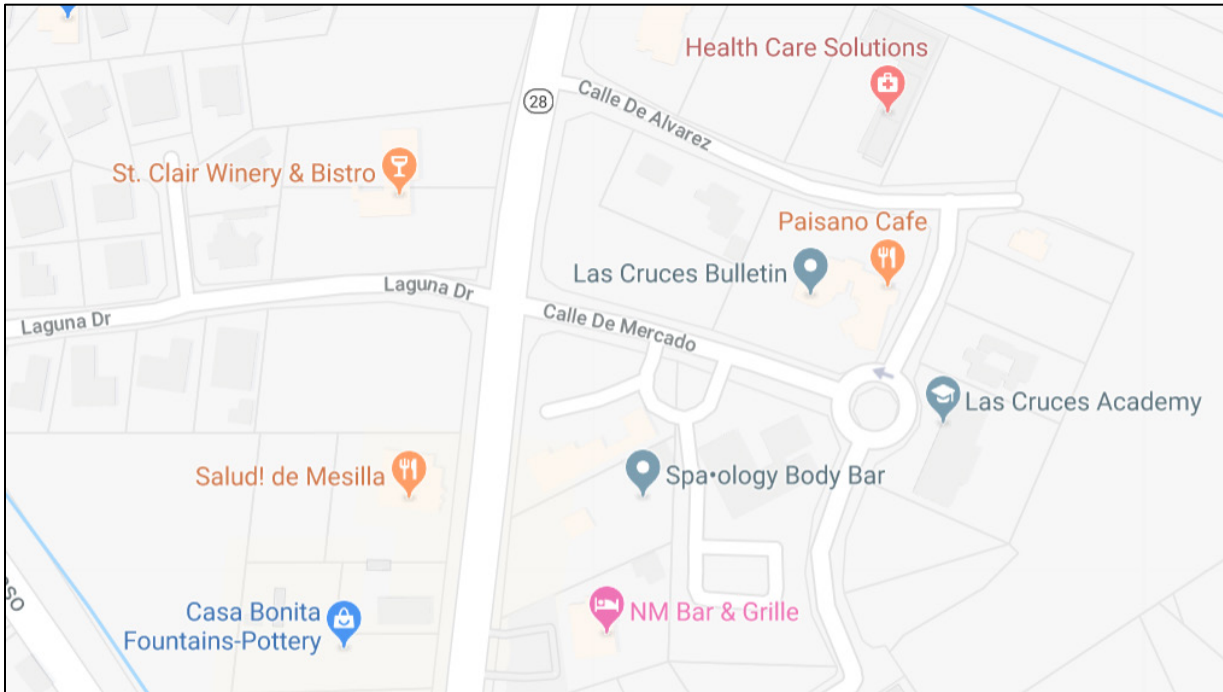 Health Care Solutions
28
Calle De Alvarez
St. Clair Winery & Bistro
Paisano Cafe
Las Cruces Bulletin
Laguna Dr
Laguna Dr
Calle De Mercado
Las Cruces Academy
Salud! de Mesilla
Spa•ology Body Bar
Casa Bonita
Fountains-Pottery
NM Bar & Grille